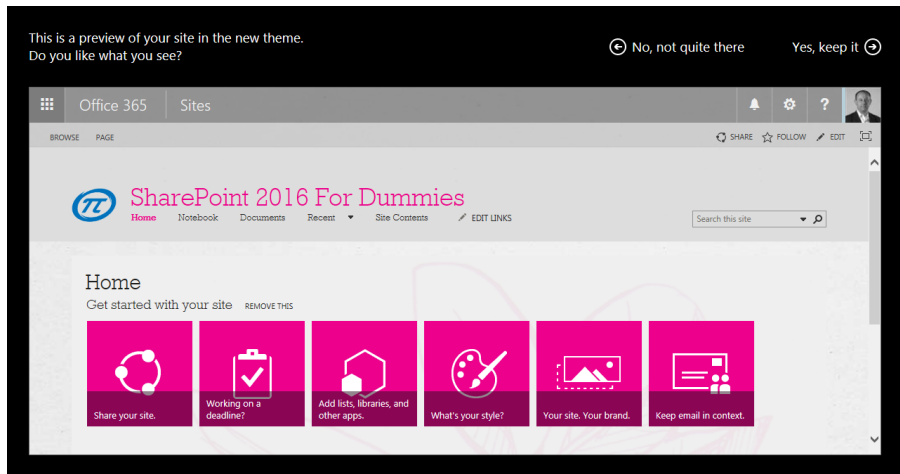 This is a preview of your site in the new theme.
Do you like what you see?
No, not quite there
Yes, keep it
Office 365
Sites
?
BROWSE
PAGE
SHARE
FOLLOW
EDIT
π
SharePoint 2016 For Dummies
Home
Notebook
Documents
Recent
Site Contents
EDIT LINKS
Search this site
Home
Get started with your site
REMOVE THIS
Share your site.
Working on a
deadline?
Add lists, libraries, and
other apps.
What's your style?
Your site. Your brand.
Keep email in context.